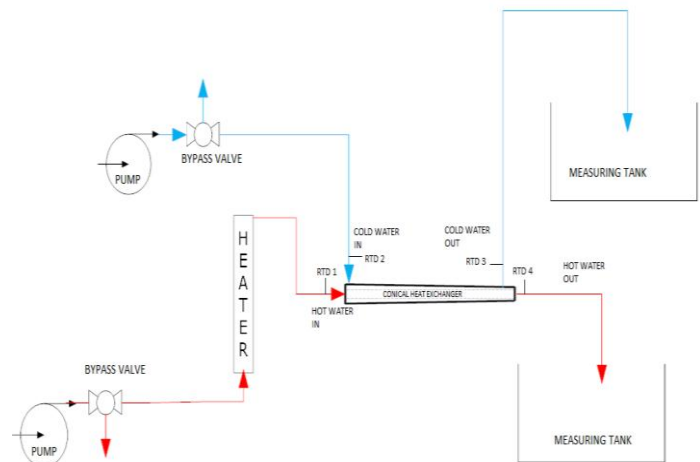 PUMP
BYPASS VALVE
MEASURING TANK
HEATER
COLD WATER
IN
RTD 2
COLD WATER
OUT
RTD 3
RTD 1
HOT WATER
IN
CONICAL HEAT EXCHANGER
RTD 4
HOT WATER
OUT
BYPASS VALVE
PUMP
MEASURING TANK